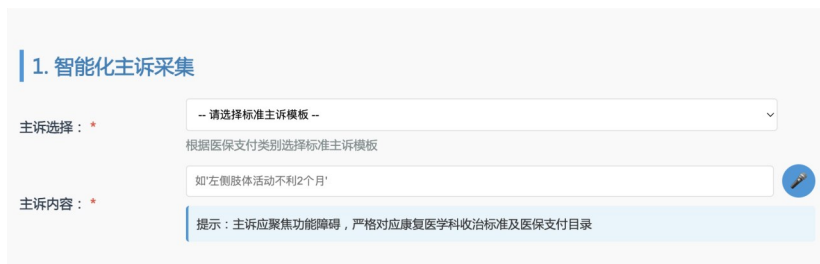 1. 智能化主诉采集
主诉选择： *
-- 请选择标准主诉模板 --
根据医保支付类别选择标准主诉模板
主诉内容： *
如'左侧肢体活动不利2个月'
提示：主诉应聚焦功能障碍，严格对应康复医学科收治标准及医保支付目录